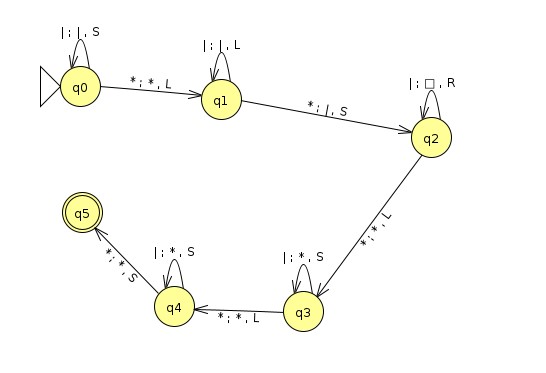 | ; | , S
| ; | , L
q0
* ; * , L
q1
* ; | , S
| ; □ , R
q2
* ; * , L
q5
* ; * , S
| ; * , S
q4
* ; * , L
| ; * , S
q3